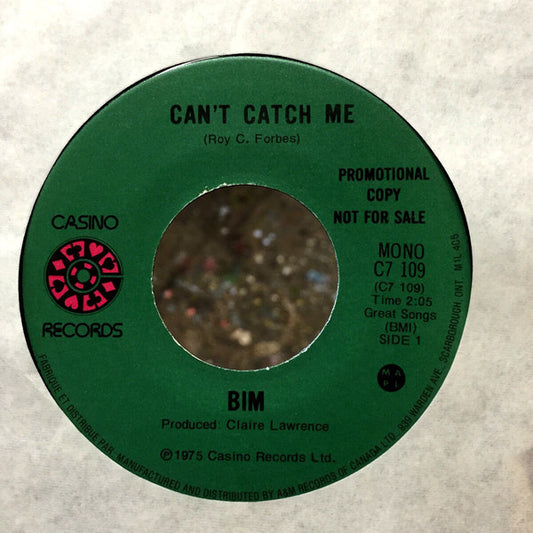 CAN'T CATCH ME
(Roy C. Forbes)
PROMOTIONAL
COPY
NOT FOR SALE
CASINO
RECORDS
MONO
C7 109
(C7 109)
Time 2:05
Great Songs
(BMI)
SIDE 1
MAPL
BIM
Produced: Claire Lawrence
℗1975 Casino Records Ltd.
FABRIQUE ET DISTRIBUE PAR. MANUFACTURED AND DISTRIBUTED BY A&M RECORDS OF CANADA LTD. 939 WARDEN AVE., SCARBOROUGH ONT. M1L 4C5